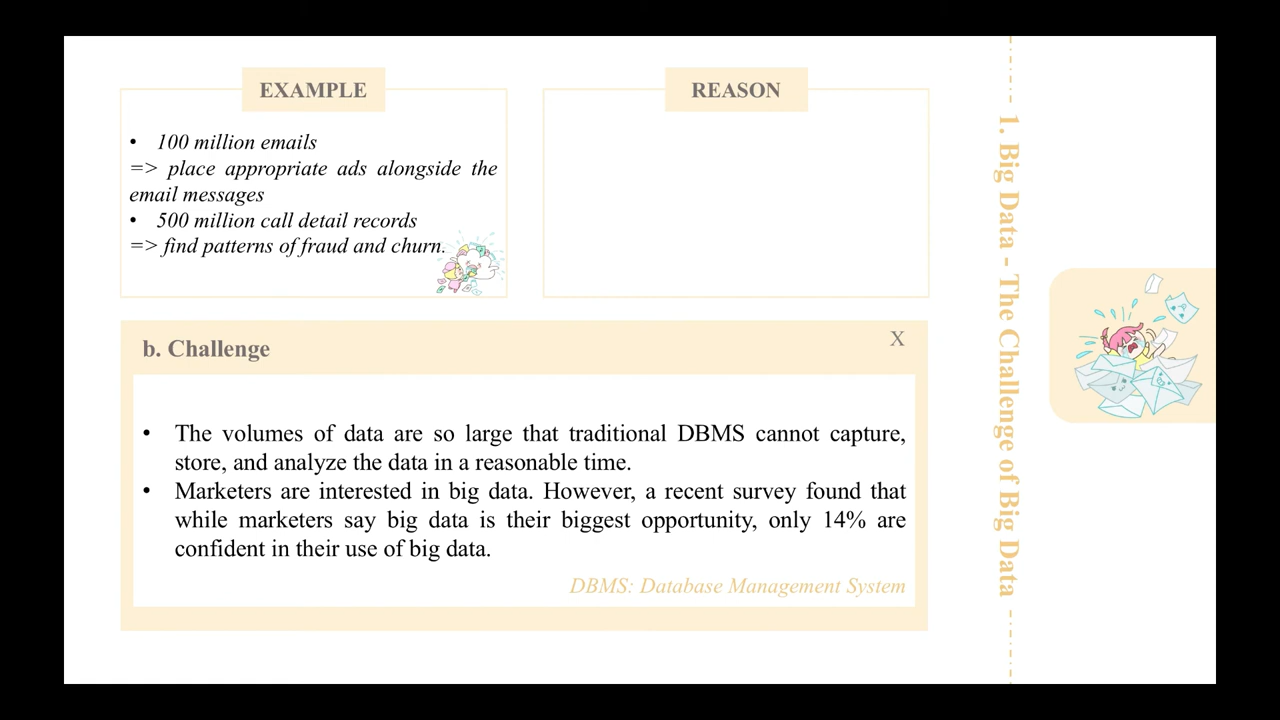 EXAMPLE
• 100 million emails
=> place appropriate ads alongside the
email messages
• 500 million call detail records
=> find patterns of fraud and churn.
REASON
b. Challenge
X
• The volumes of data are so large that traditional DBMS cannot capture,
store, and analyze the data in a reasonable time.
• Marketers are interested in big data. However, a recent survey found that
while marketers say big data is their biggest opportunity, only 14% are
confident in their use of big data.
DBMS: Database Management System
1. Big Data - The Challenge of Big Data